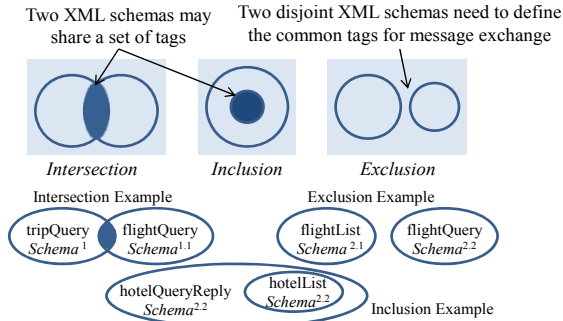 Two XML schemas may
share a set of tags
Two disjoint XML schemas need to define
the common tags for message exchange
Intersection
Inclusion
Exclusion
Intersection Example
Exclusion Example
tripQuery
Schema1
flightQuery
Schema1.1
flightList
Schema2.1
flightQuery
Schema2.2
hotelQueryReply
Schema2.2
hotelList
Schema2.2
Inclusion Example